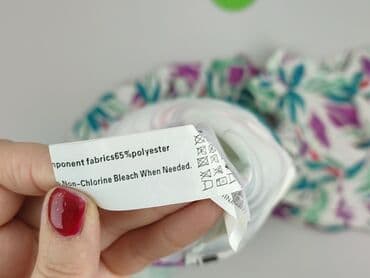 mponent fabrics65%polyester
Non-Chlorine Bleach When Needed.